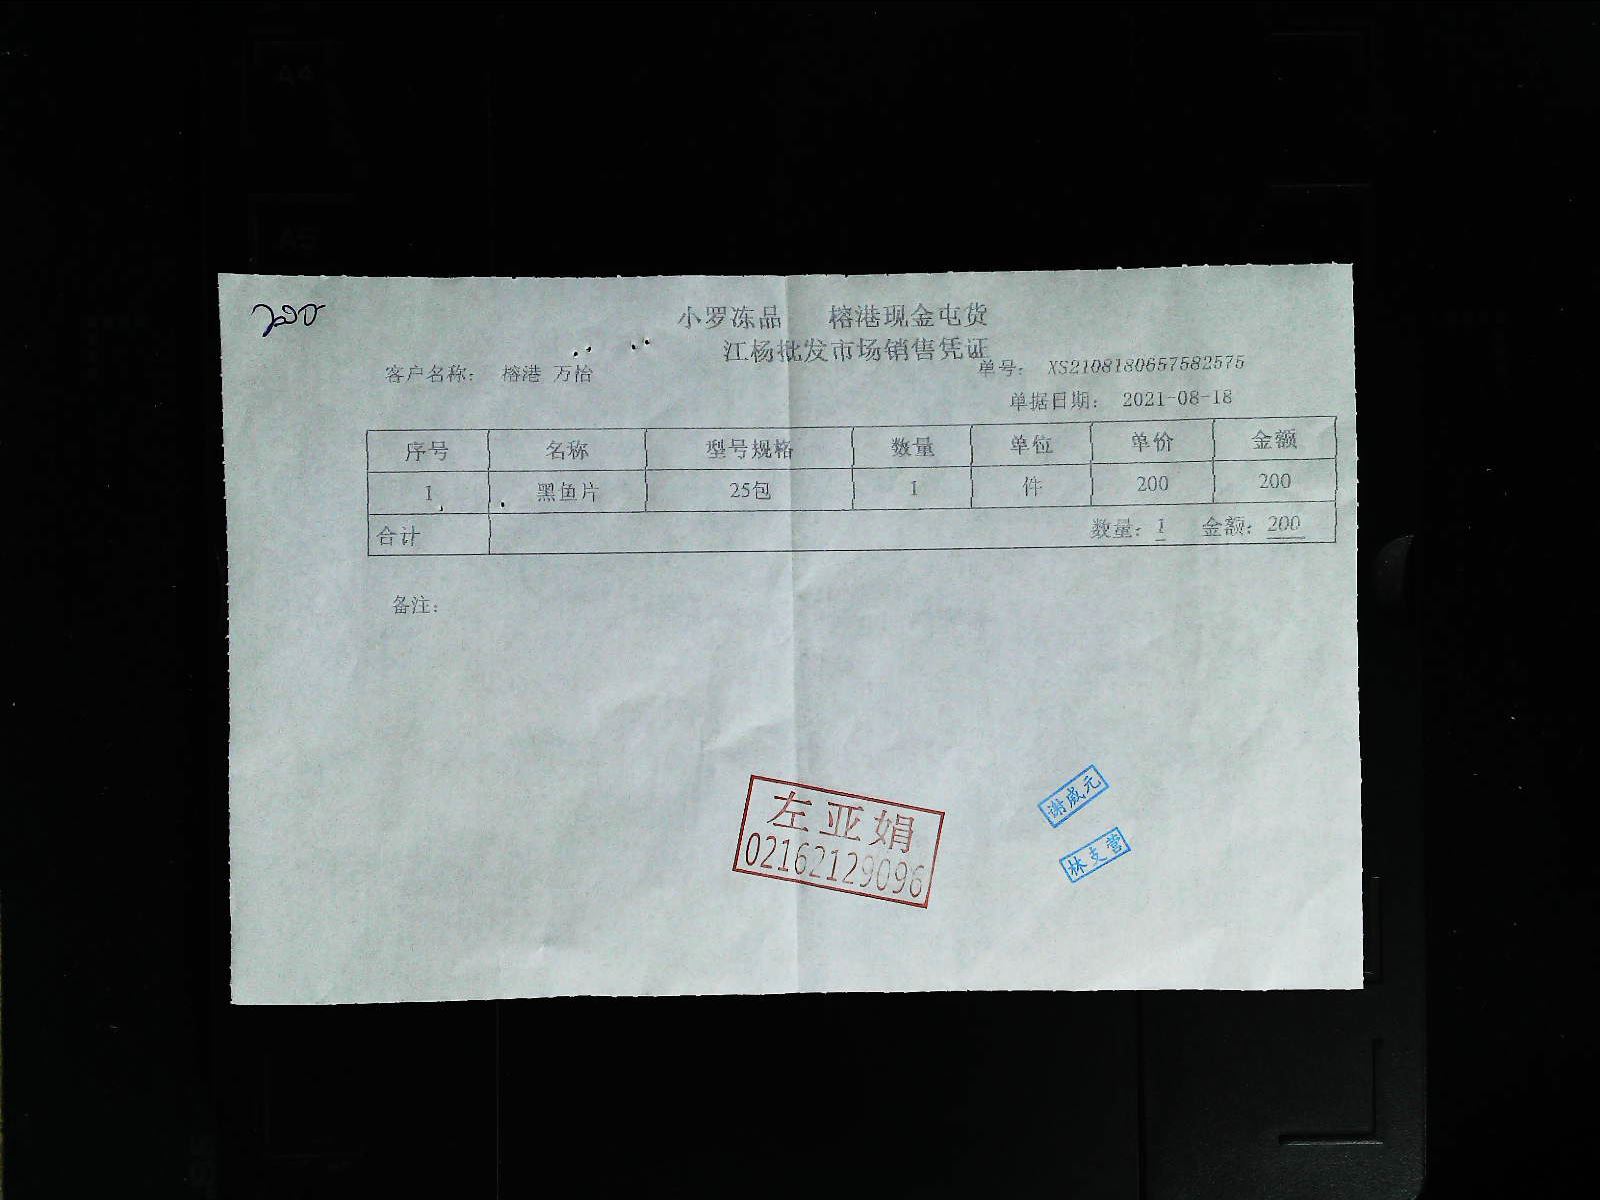 200
小罗冻品 榕港现金屯货
江杨批发市场销售凭证
客户名称： 榕港 万怡
单号： XS2108180657582575
单据日期： 2021-08-18
序号 名称 型号规格 数量 单位 单价 金额
1 黑鱼片 25包 1 件 200 200
合计 数量：1 金额：200
备注：
左亚娟
02162129096
谢威元
林支营
A4
A5